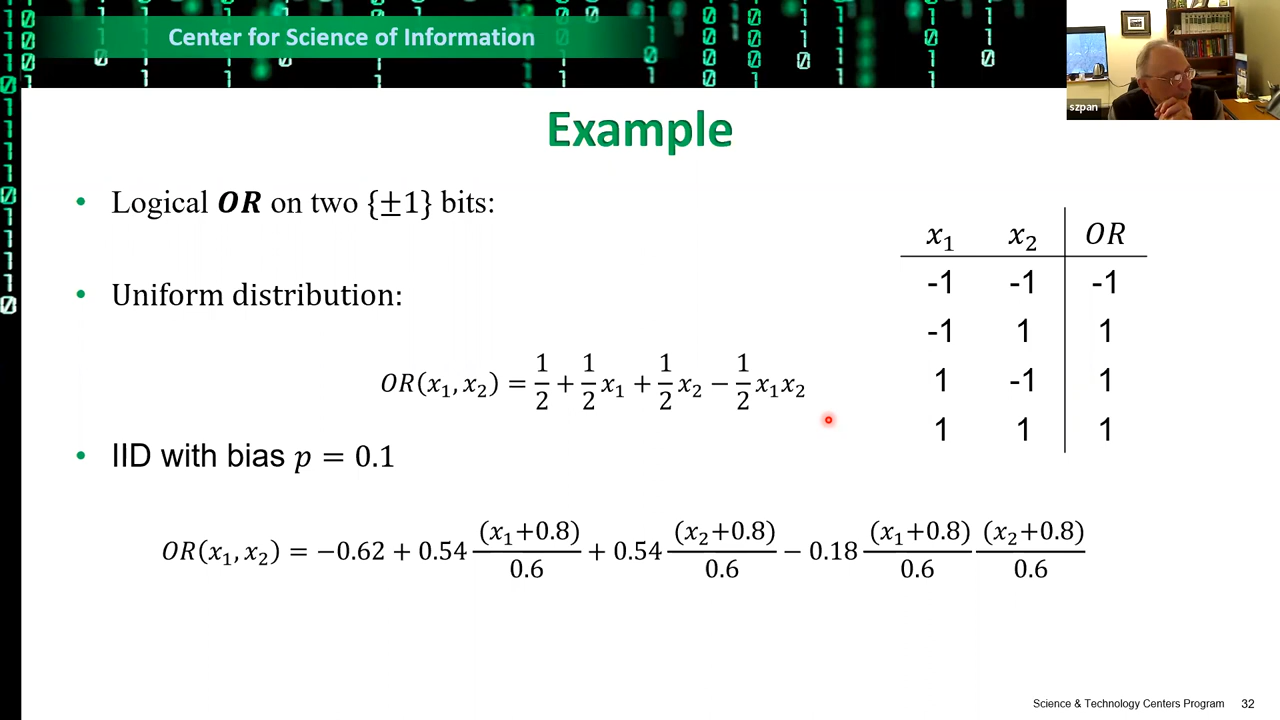 Center for Science of Information
szpan
Example
• Logical OR on two {±1} bits:
• Uniform distribution:
OR(x₁, x₂) = 1/2 + 1/2 x₁ + 1/2 x₂ − 1/2 x₁x₂
• IID with bias p = 0.1
OR(x₁, x₂) = −0.62 + 0.54 (x₁+0.8)/0.6 + 0.54 (x₂+0.8)/0.6 − 0.18 (x₁+0.8)/0.6 (x₂+0.8)/0.6
x₁ x₂ OR
-1 -1 -1
-1 1 1
1 -1 1
1 1 1
Science & Technology Centers Program 32